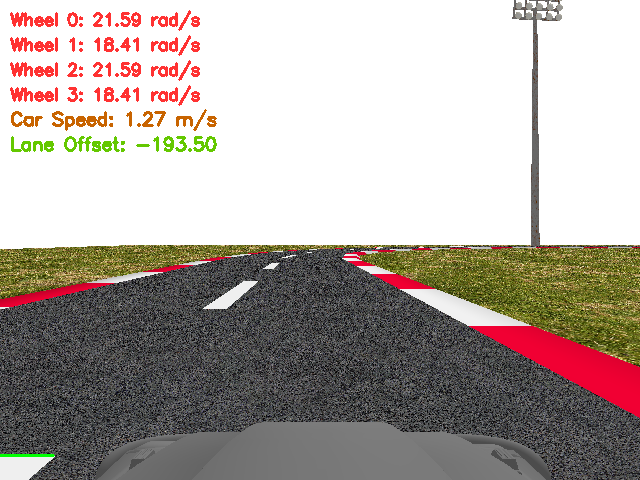 Wheel 0: 21.59 rad/s
Wheel 1: 18.41 rad/s
Wheel 2: 21.59 rad/s
Wheel 3: 18.41 rad/s
Car Speed: 1.27 m/s
Lane Offset: -193.50